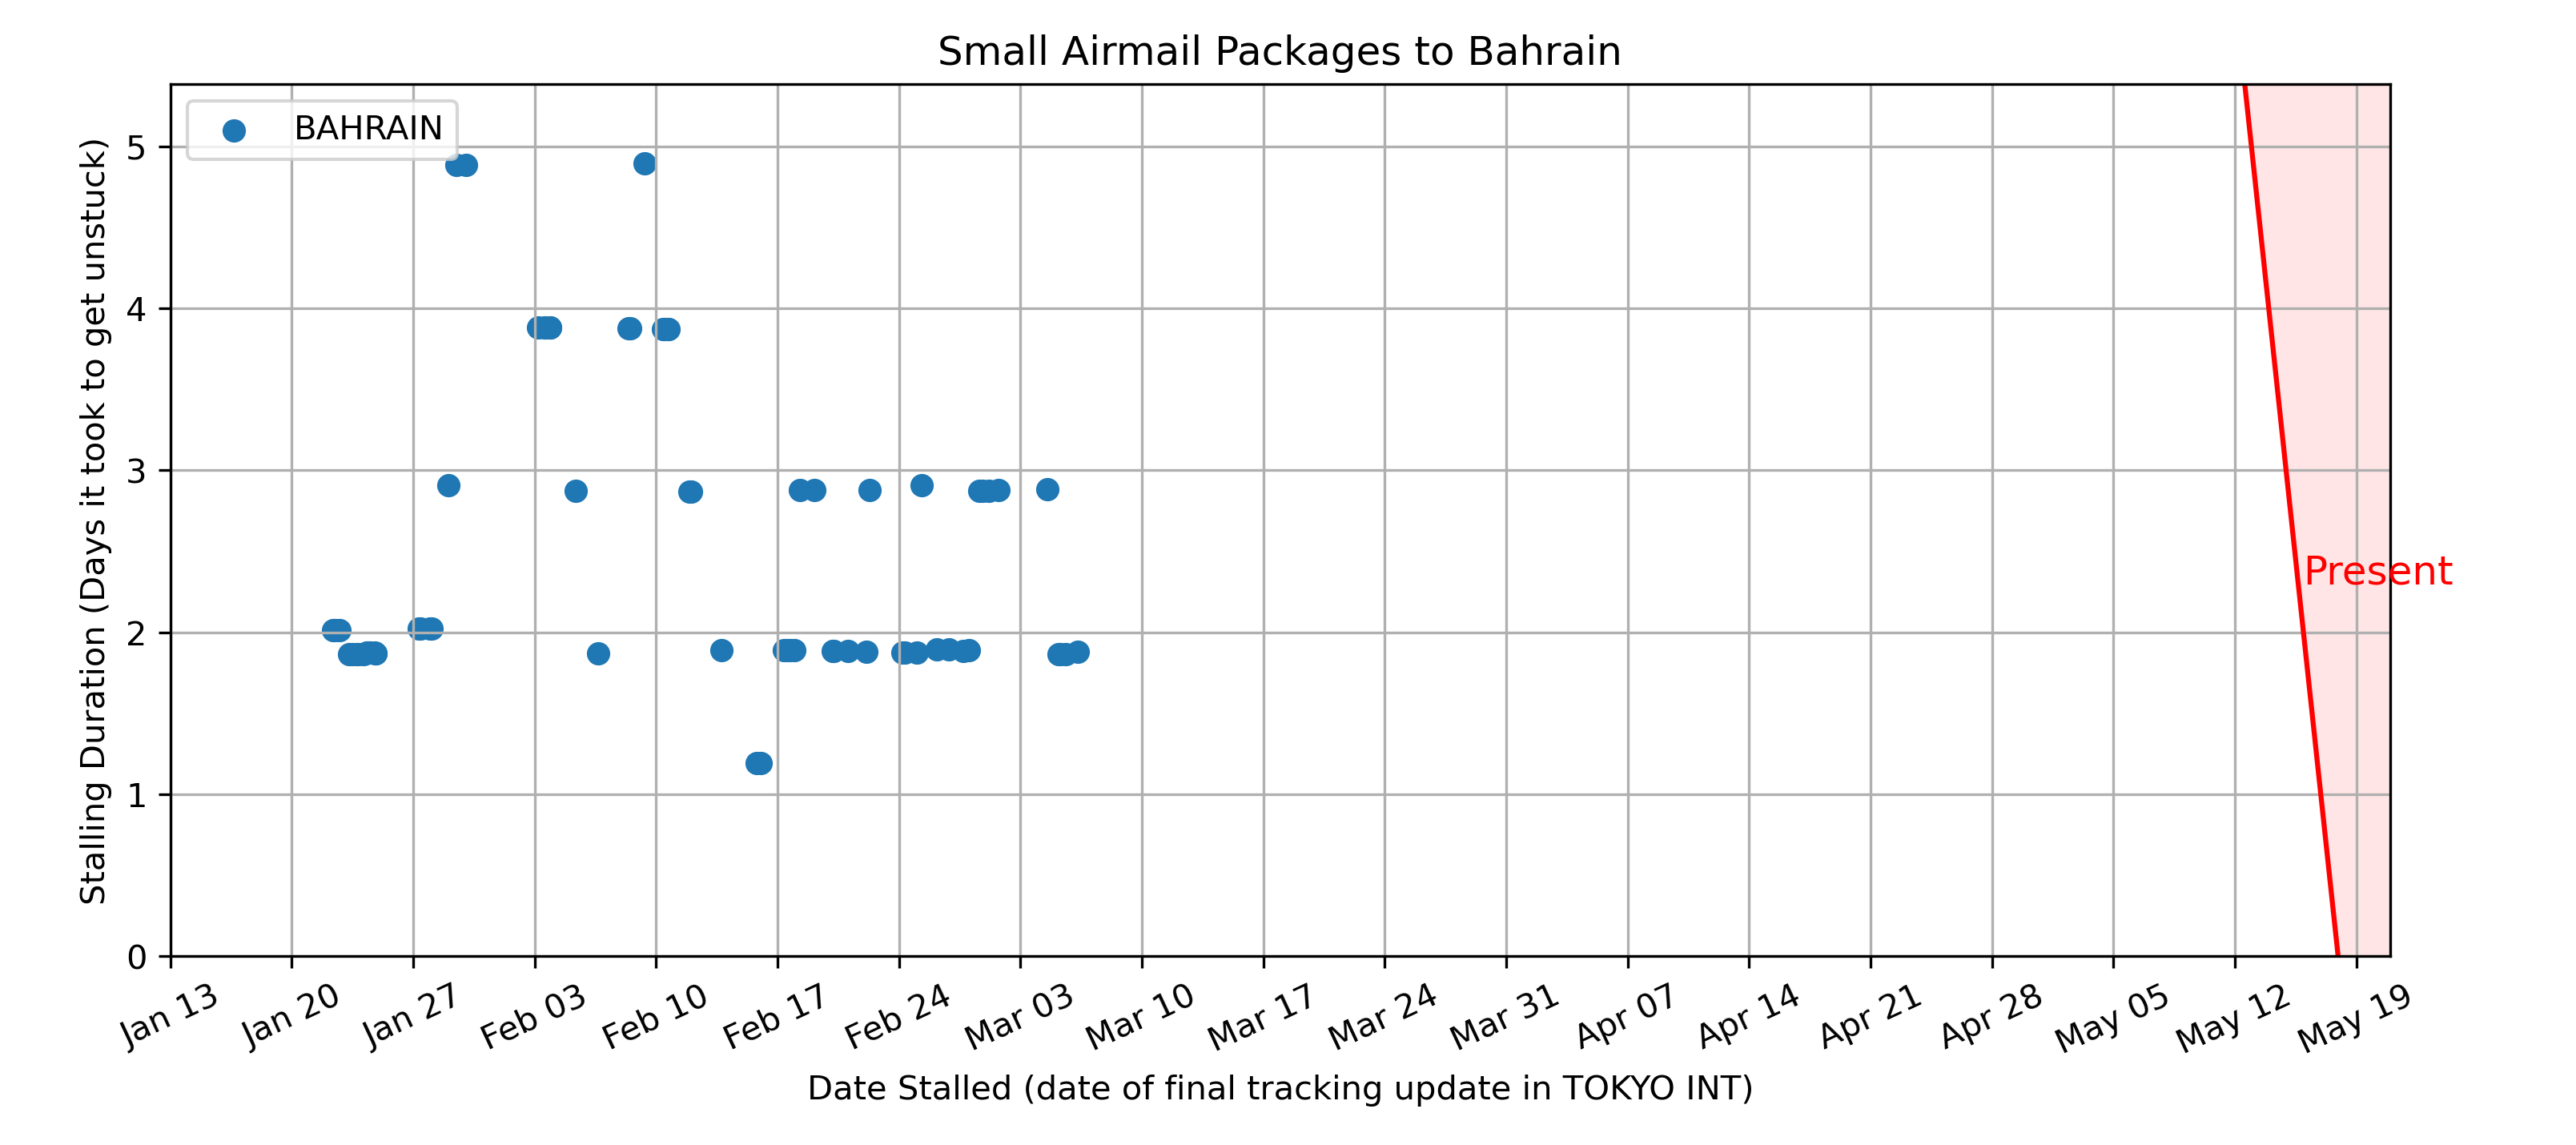 Small Airmail Packages to Bahrain
BAHRAIN
Stalling Duration (Days it took to get unstuck)
5
4
3
2
1
0
Present
Jan 13
Jan 20
Jan 27
Feb 03
Feb 10
Feb 17
Feb 24
Mar 03
Mar 10
Mar 17
Mar 24
Mar 31
Apr 07
Apr 14
Apr 21
Apr 28
May 05
May 12
May 19
Date Stalled (date of final tracking update in TOKYO INT)